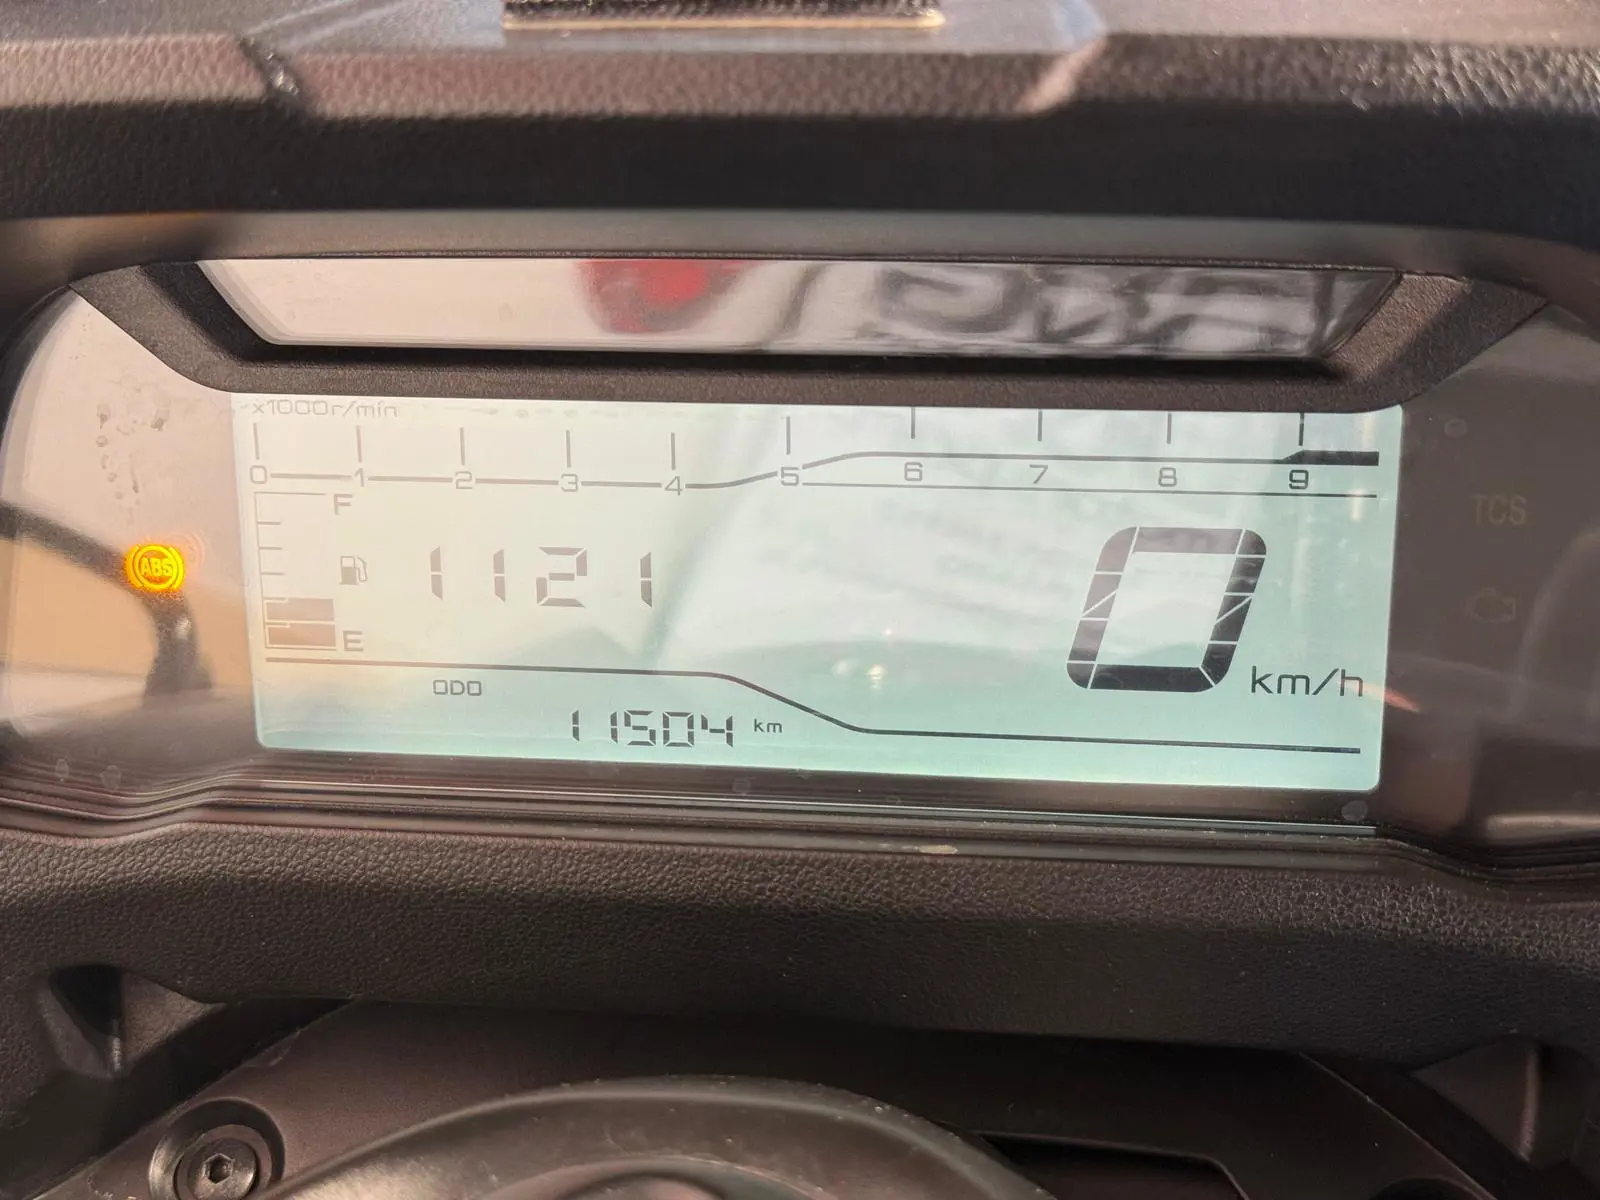 x1000r/min
0 1 2 3 4 5 6 7 8 9
F
TCS
ABS
1121
0 km/h
E
ODO
11504 km